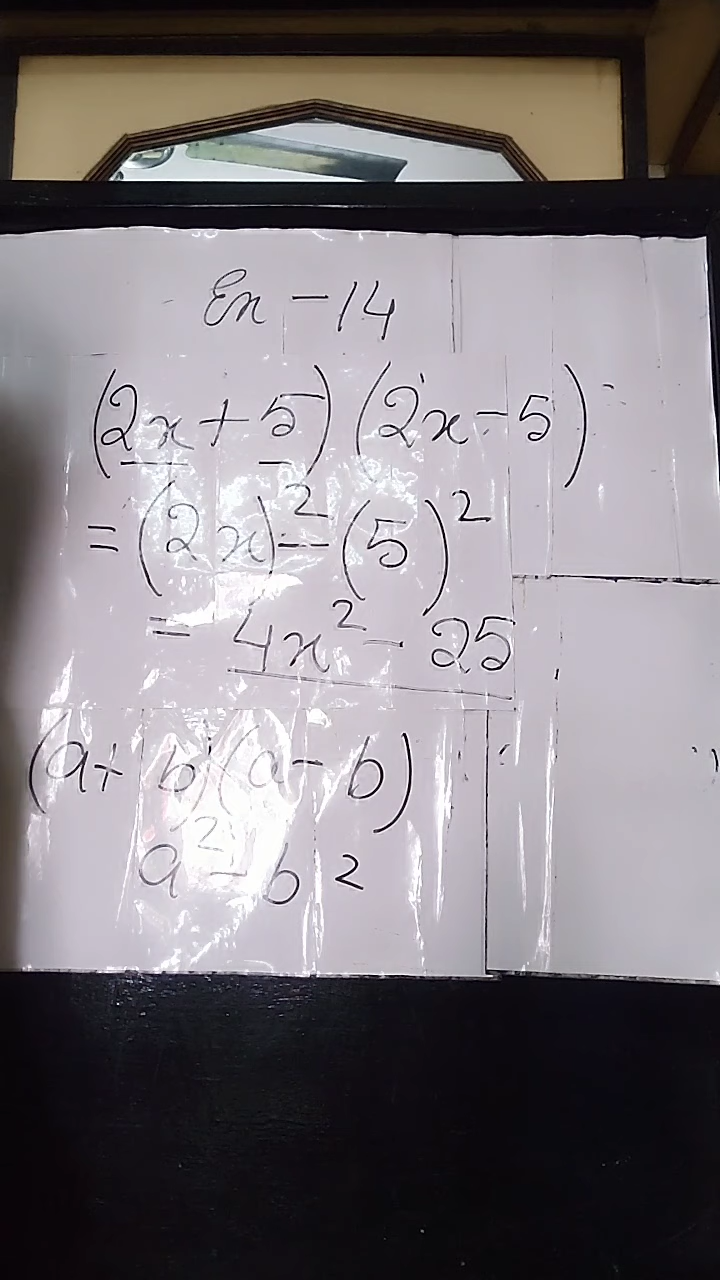 Ex - 14
(2x + 5) (2x - 5)
= (2x)² - (5)²
= 4x² - 25
(a + b) (a - b)
a² - b²